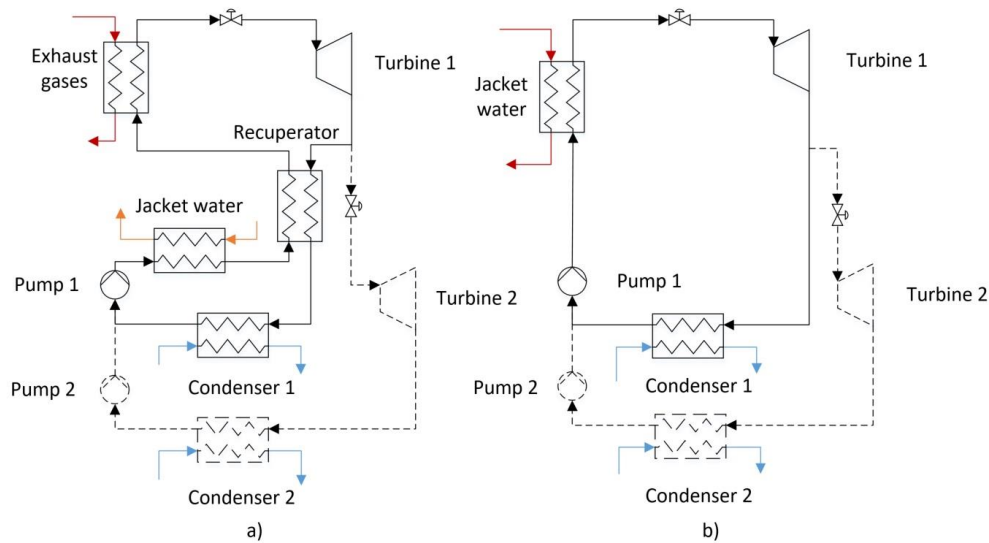 Exhaust
gases
Turbine 1
Recuperator
Jacket water
Pump 1
Turbine 2
Condenser 1
Pump 2
Condenser 2
a)
Jacket
water
Turbine 1
Pump 1
Turbine 2
Condenser 1
Pump 2
Condenser 2
b)